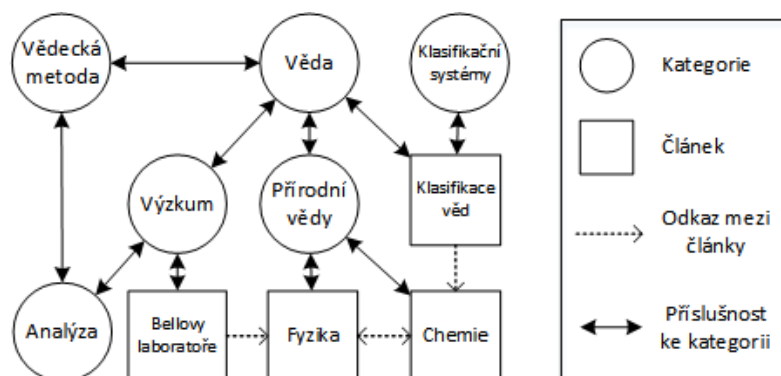 Vědecká
metoda
Věda
Klasifikační
systémy
Výzkum
Přírodní
vědy
Klasifikace
věd
Analýza
Bellovy
laboratoře
Fyzika
Chemie
Kategorie
Článek
Odkaz mezi
články
Příslušnost
ke kategorii